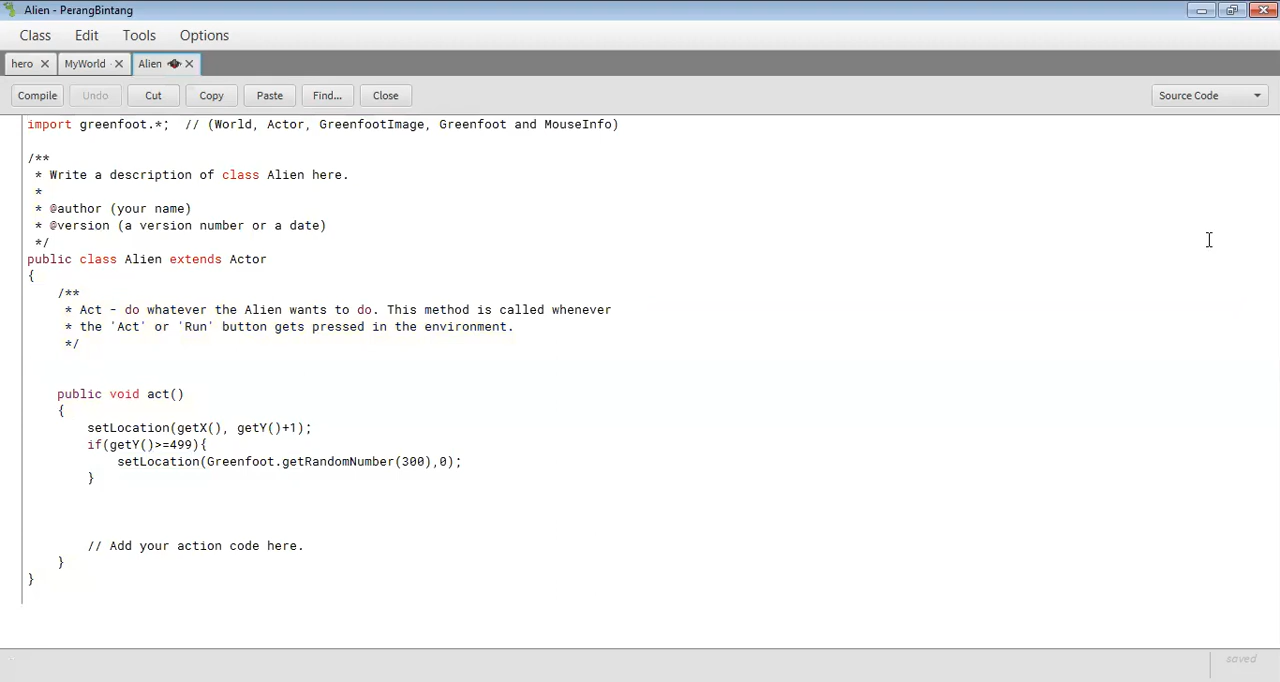 Alien - PerangBintang
Class Edit Tools Options
hero MyWorld Alien
Compile Undo Cut Copy Paste Find... Close Source Code
import greenfoot.*;  // (World, Actor, GreenfootImage, Greenfoot and MouseInfo)
/**
 * Write a description of class Alien here.
 *
 * @author (your name)
 * @version (a version number or a date)
 */
public class Alien extends Actor
{
    /**
     * Act - do whatever the Alien wants to do. This method is called whenever
     * the 'Act' or 'Run' button gets pressed in the environment.
     */
    public void act()
    {
        setLocation(getX(), getY()+1);
        if(getY()>=499){
            setLocation(Greenfoot.getRandomNumber(300),0);
        }
        // Add your action code here.
    }
}
saved